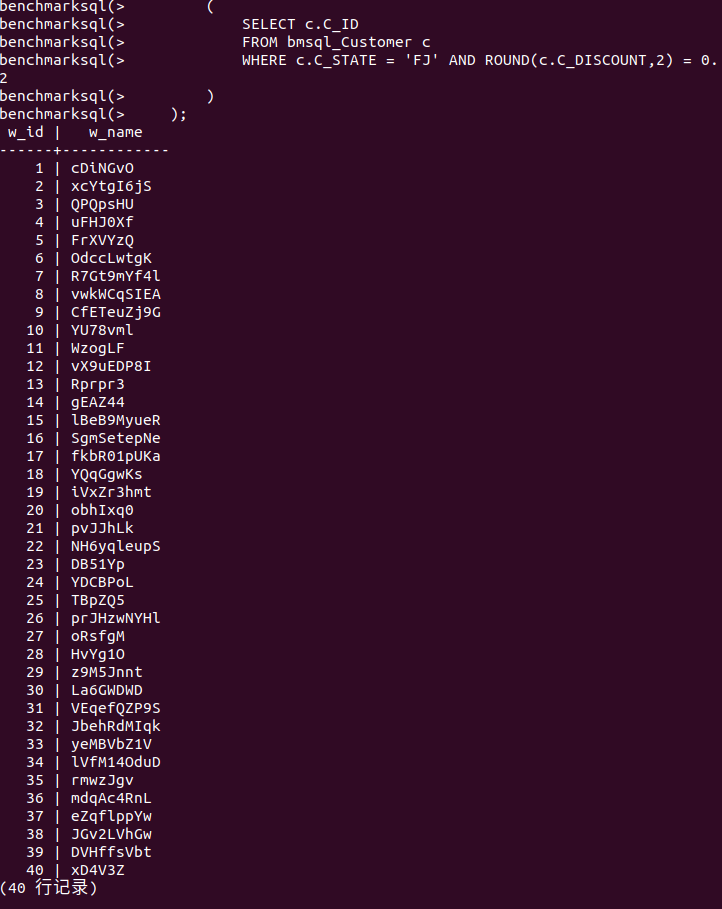 benchmarksql(>         (
benchmarksql(>             SELECT c.C_ID
benchmarksql(>             FROM bmsql_Customer c
benchmarksql(>             WHERE c.C_STATE = 'FJ' AND ROUND(c.C_DISCOUNT,2) = 0.
2
benchmarksql(>         )
benchmarksql(>     );
 w_id |   w_name
------+------------
    1 | cDiNGvO
    2 | xcYtgI6jS
    3 | QPQpsHU
    4 | uFHJ0Xf
    5 | FrXVYzQ
    6 | OdccLwtgK
    7 | R7Gt9mYf4l
    8 | vwkWCqSIEA
    9 | CfETeuZj9G
   10 | YU78vml
   11 | WzogLF
   12 | vX9uEDP8I
   13 | Rprpr3
   14 | gEAZ44
   15 | lBeB9MyueR
   16 | SgmSetepNe
   17 | fkbR01pUKa
   18 | YQqGgwKs
   19 | iVxZr3hmt
   20 | obhIxq0
   21 | pvJJhLk
   22 | NH6yqleupS
   23 | DB51Yp
   24 | YDCBPoL
   25 | TBpZQ5
   26 | prJHzwNYHl
   27 | oRsfgM
   28 | HvYg1O
   29 | z9M5Jnnt
   30 | La6GWDWD
   31 | VEqefQZP9S
   32 | JbehRdMIqk
   33 | yeMBVbZ1V
   34 | lVfM14OduD
   35 | rmwzJgv
   36 | mdqAc4RnL
   37 | eZqflppYw
   38 | JGv2LVhGw
   39 | DVHffsVbt
   40 | xD4V3Z
(40 行记录)